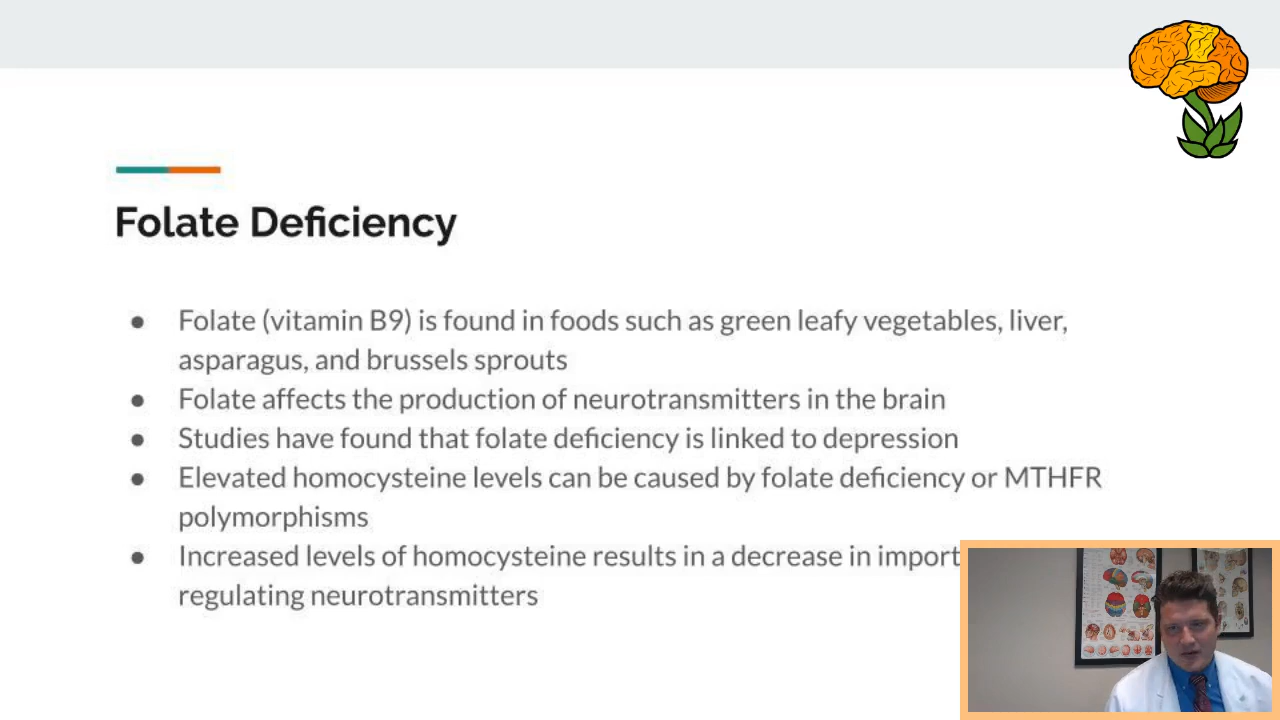 Folate Deficiency
● Folate (vitamin B9) is found in foods such as green leafy vegetables, liver,
asparagus, and brussels sprouts
● Folate affects the production of neurotransmitters in the brain
● Studies have found that folate deficiency is linked to depression
● Elevated homocysteine levels can be caused by folate deficiency or MTHFR
polymorphisms
● Increased levels of homocysteine results in a decrease in import
regulating neurotransmitters